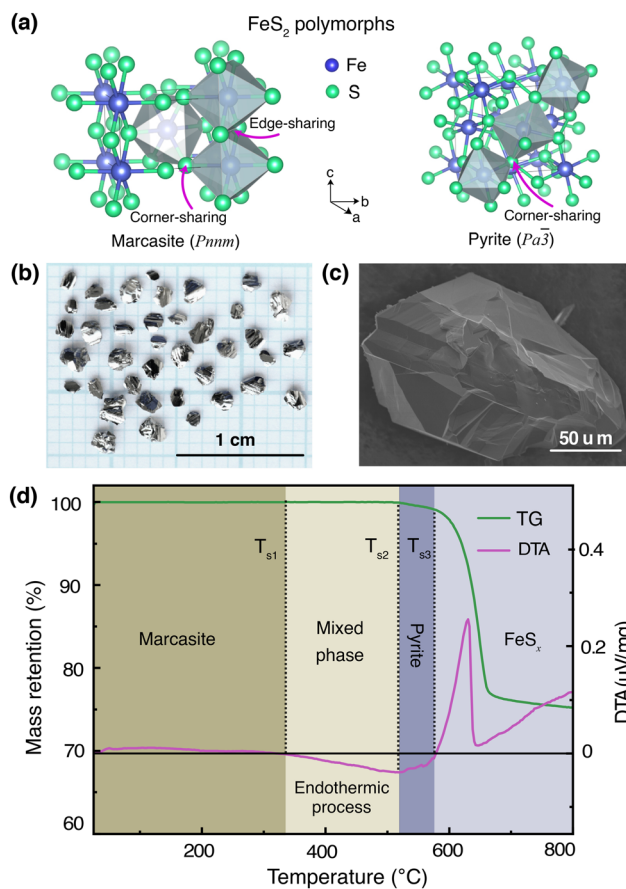 (a)
FeS₂ polymorphs
Fe
S
Edge-sharing
Corner-sharing
Marcasite (Pnnm)
c
b
a
Corner-sharing
Pyrite (Pa3̅)
(b)
1 cm
(c)
50 u m
(d)
100
90
80
70
60
Mass retention (%)
Ts1
Ts2
Ts3
TG
DTA
Marcasite
Mixed
phase
Pyrite
FeSₓ
Endothermic
process
0.4
0.2
0
DTA(uV/mg)
200
400
600
800
Temperature (°C)